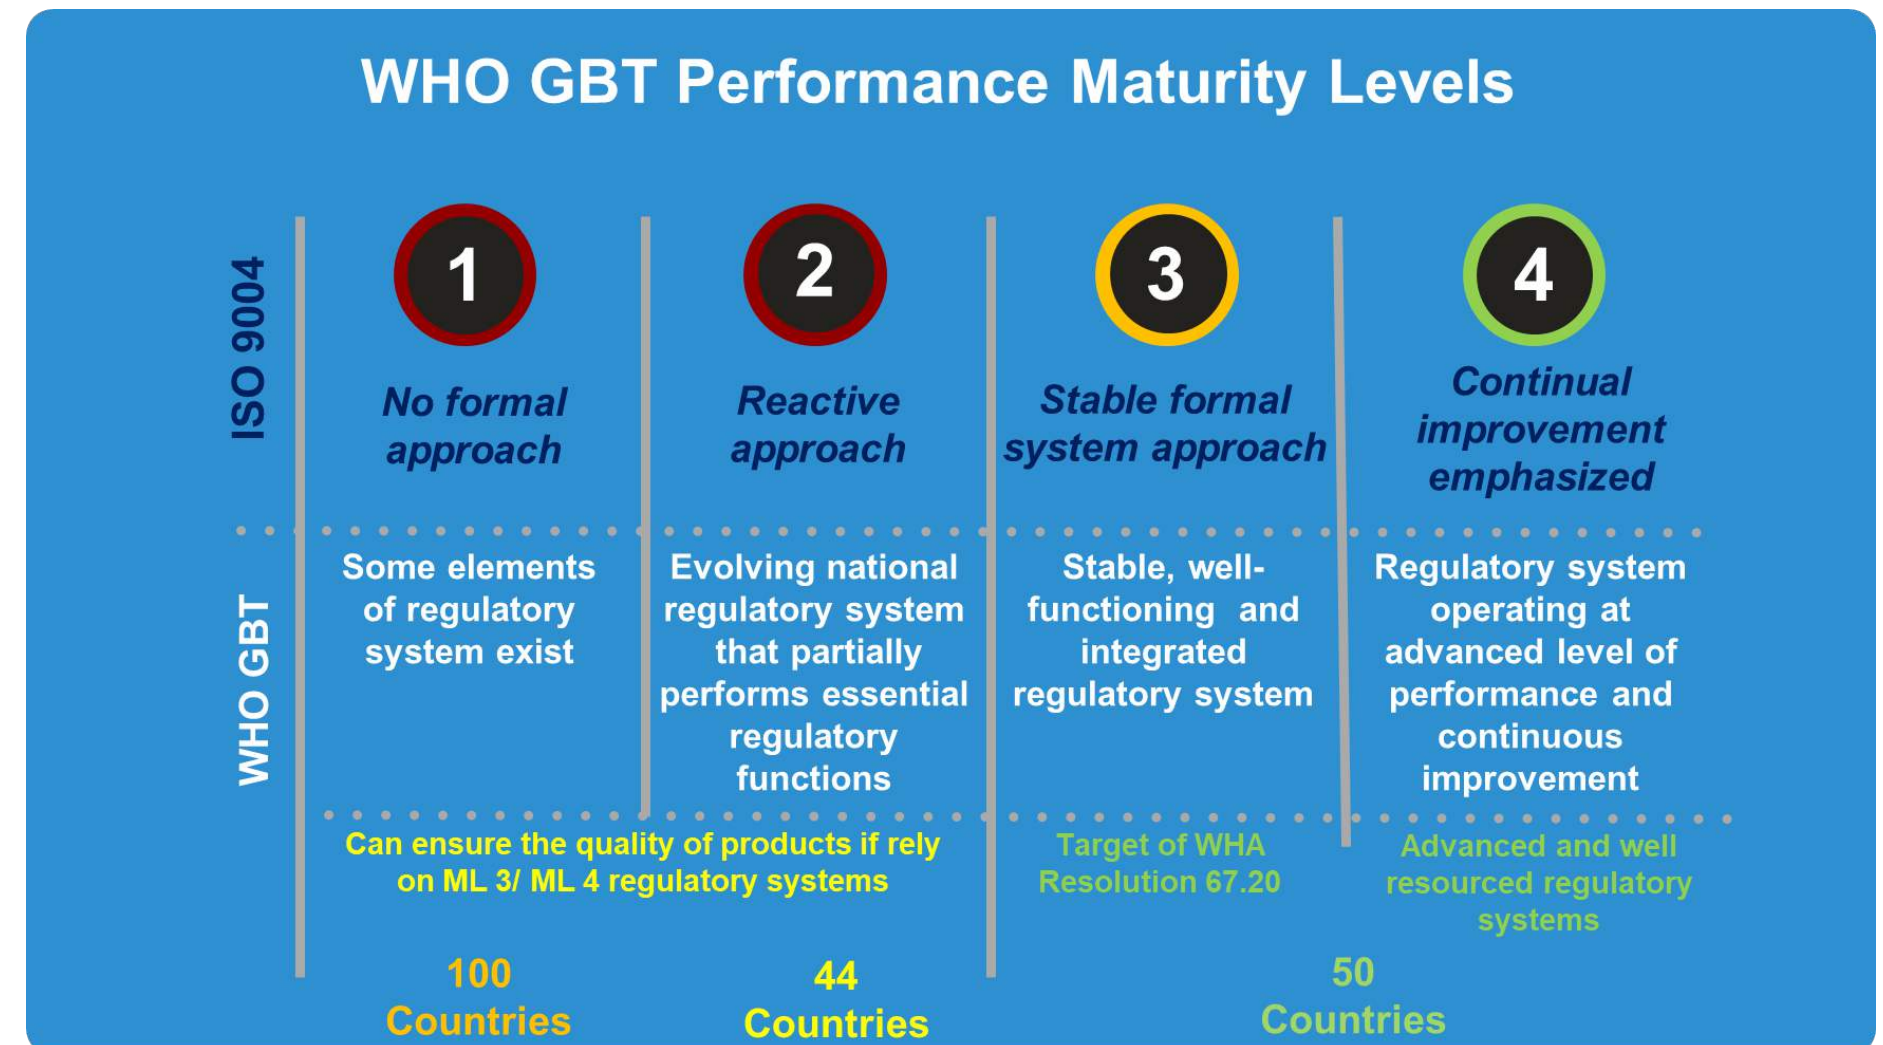 WHO GBT Performance Maturity Levels
ISO 9004
1
2
3
4
No formal
approach
Reactive
approach
Stable formal
system approach
Continual
improvement
emphasized
WHO GBT
Some elements
of regulatory
system exist
Evolving national
regulatory system
that partially
performs essential
regulatory
functions
Stable, well-
functioning and
integrated
regulatory system
Regulatory system
operating at
advanced level of
performance and
continuous
improvement
Can ensure the quality of products if rely
on ML 3/ ML 4 regulatory systems
Target of WHA
Resolution 67.20
Advanced and well
resourced regulatory
systems
100
Countries
44
Countries
50
Countries